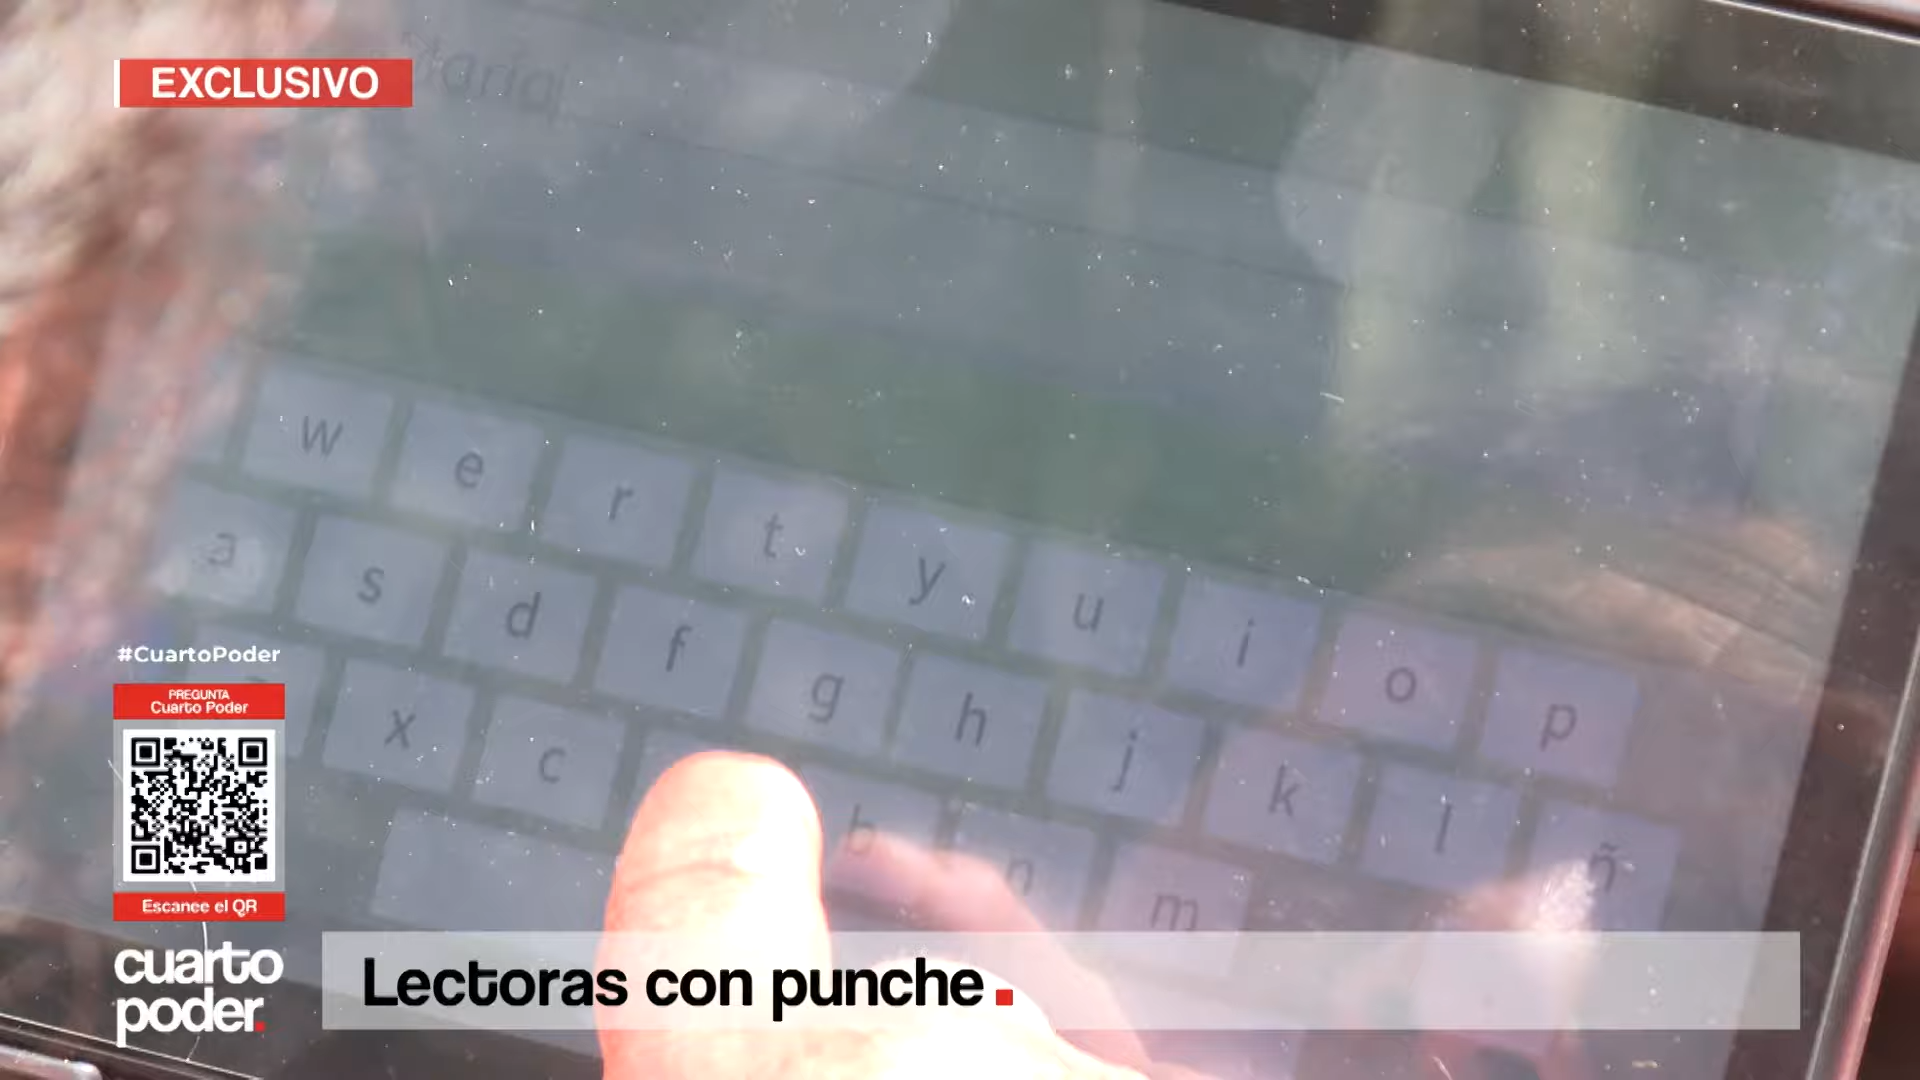 EXCLUSIVO
w e r t y u i o p
a s d f g h j k l ñ
x c b n m
#CuartoPoder
PREGUNTA
Cuarto Poder
Escanee el QR
cuarto
poder.
Lectoras con punche.